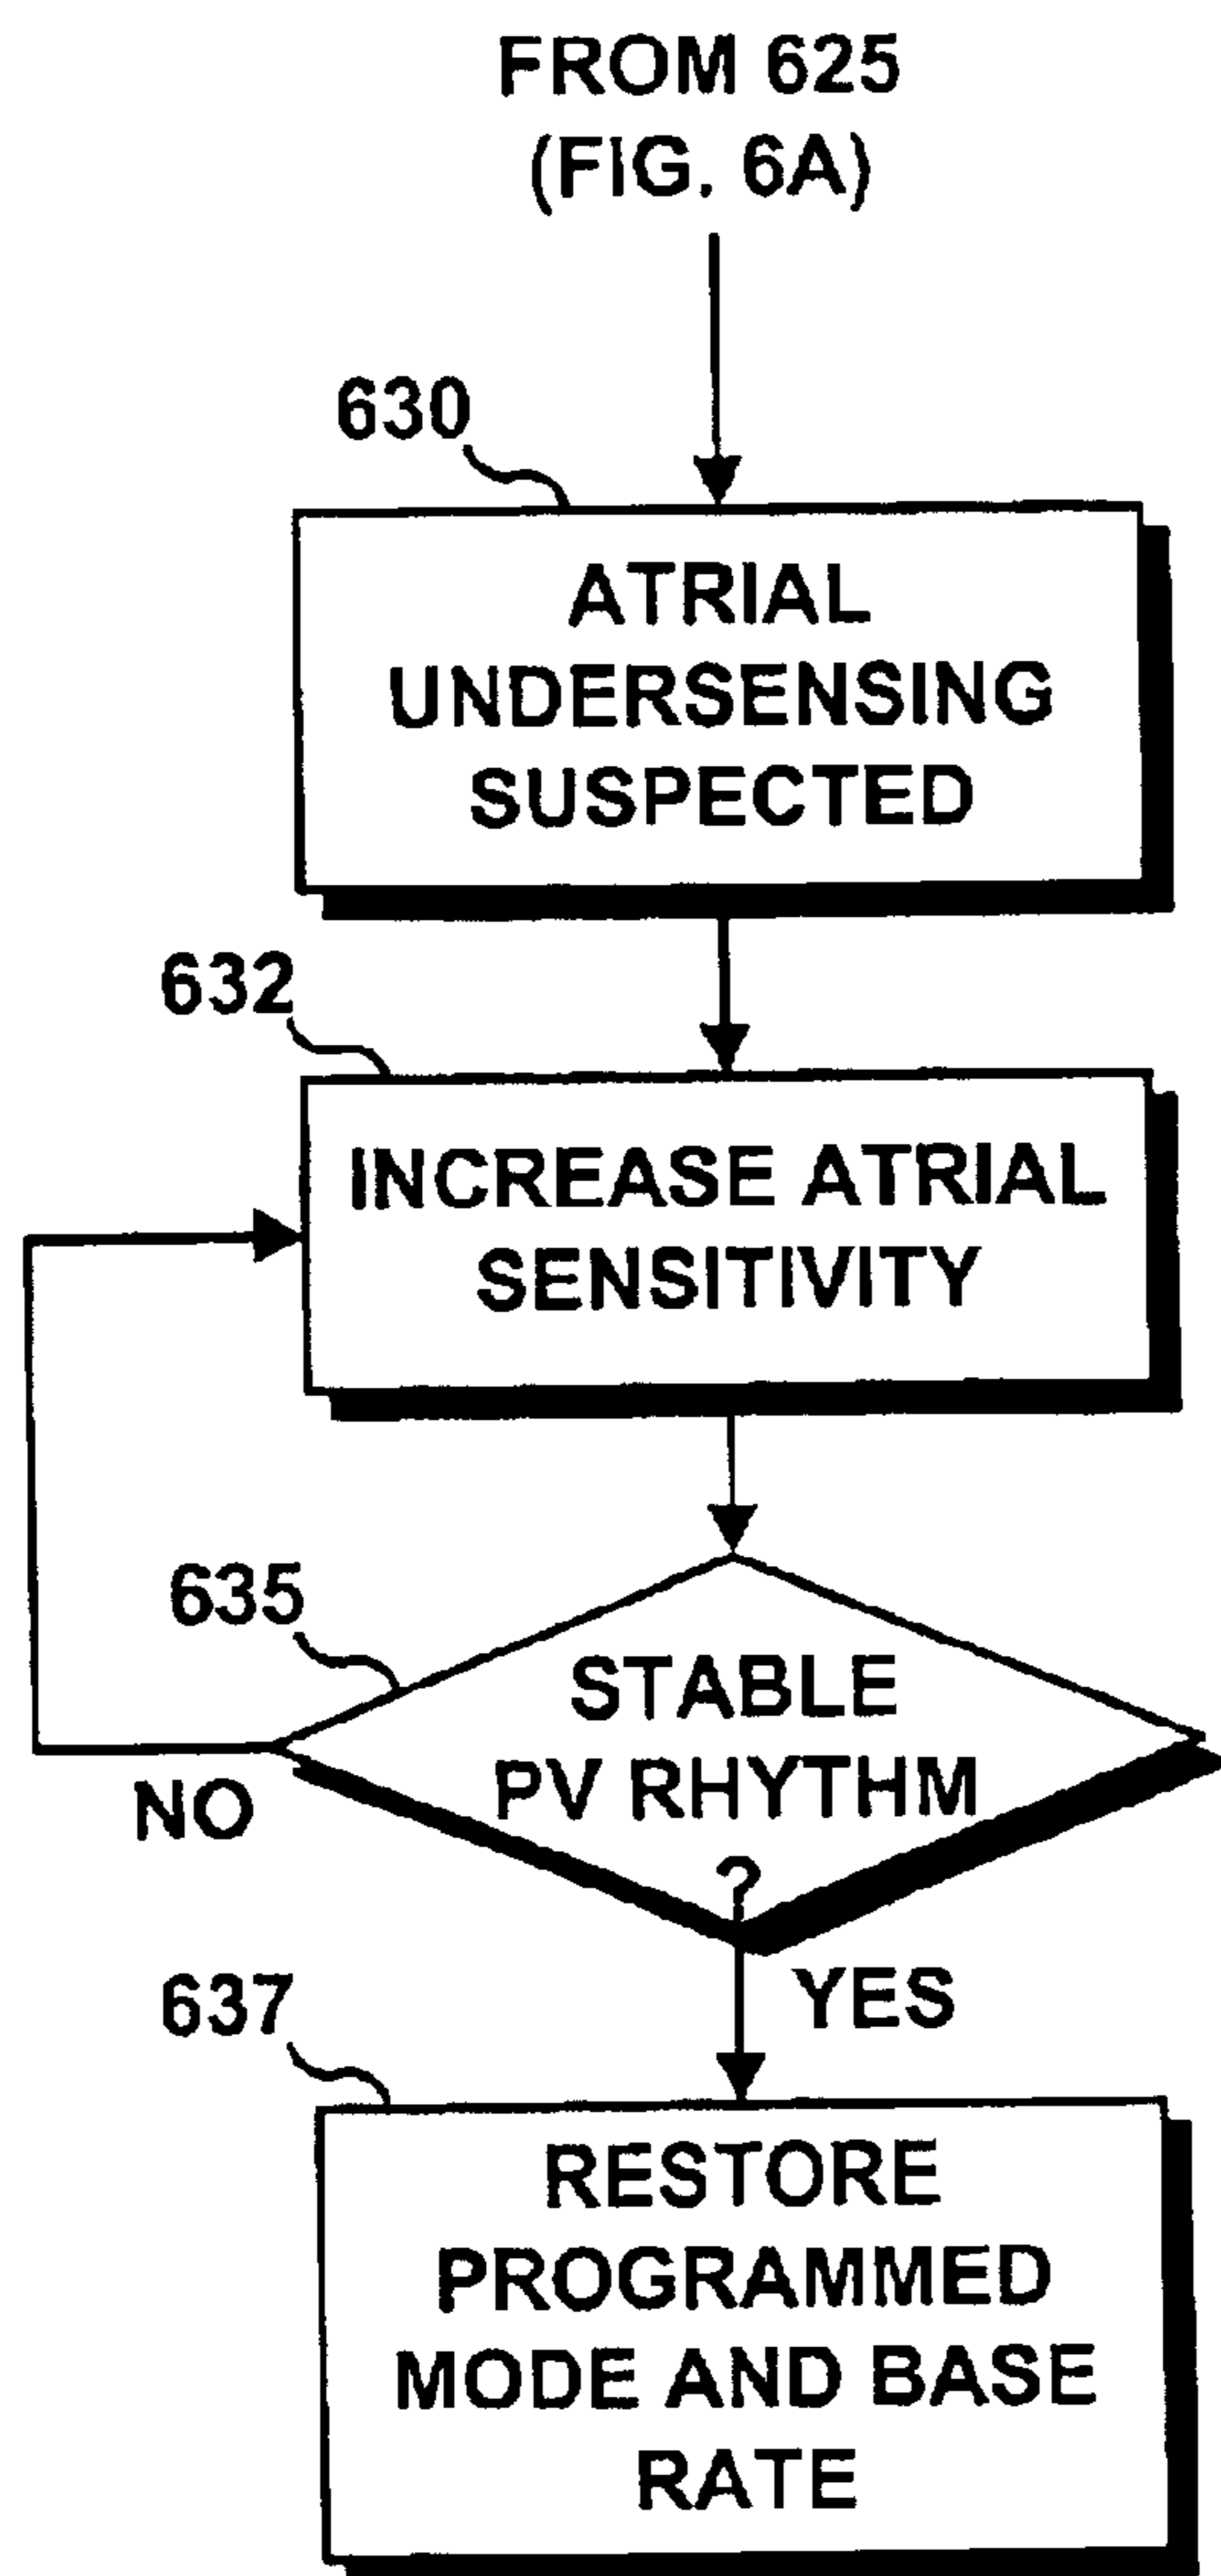 FROM 625
(FIG. 6A)
630
ATRIAL
UNDERSENSING
SUSPECTED
632
INCREASE ATRIAL
SENSITIVITY
635
STABLE
PV RHYTHM
?
NO
YES
637
RESTORE
PROGRAMMED
MODE AND BASE
RATE